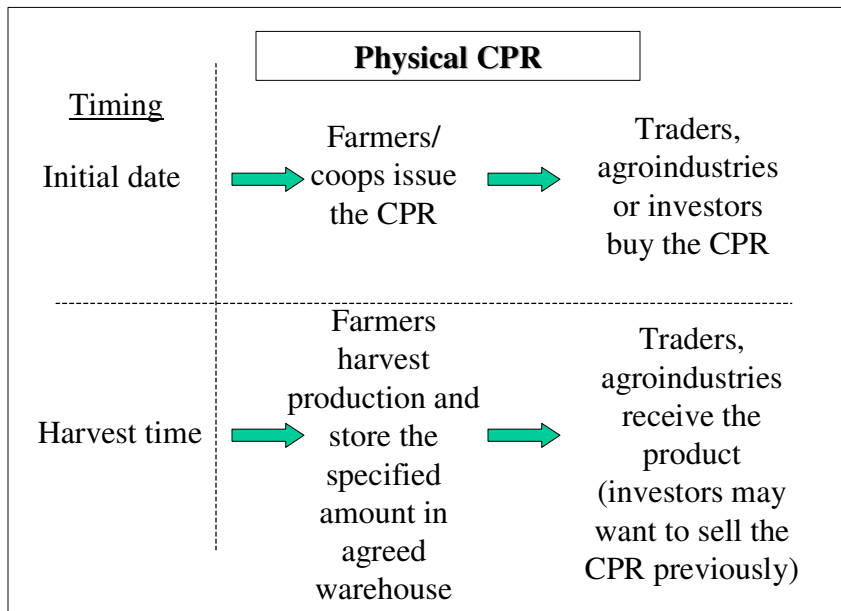 Physical CPR
Timing
Initial date
Farmers/
coops issue
the CPR
Traders,
agroindustries
or investors
buy the CPR
Harvest time
Farmers
harvest
production and
store the
specified
amount in
agreed
warehouse
Traders,
agroindustries
receive the
product
(investors may
want to sell the
CPR previously)